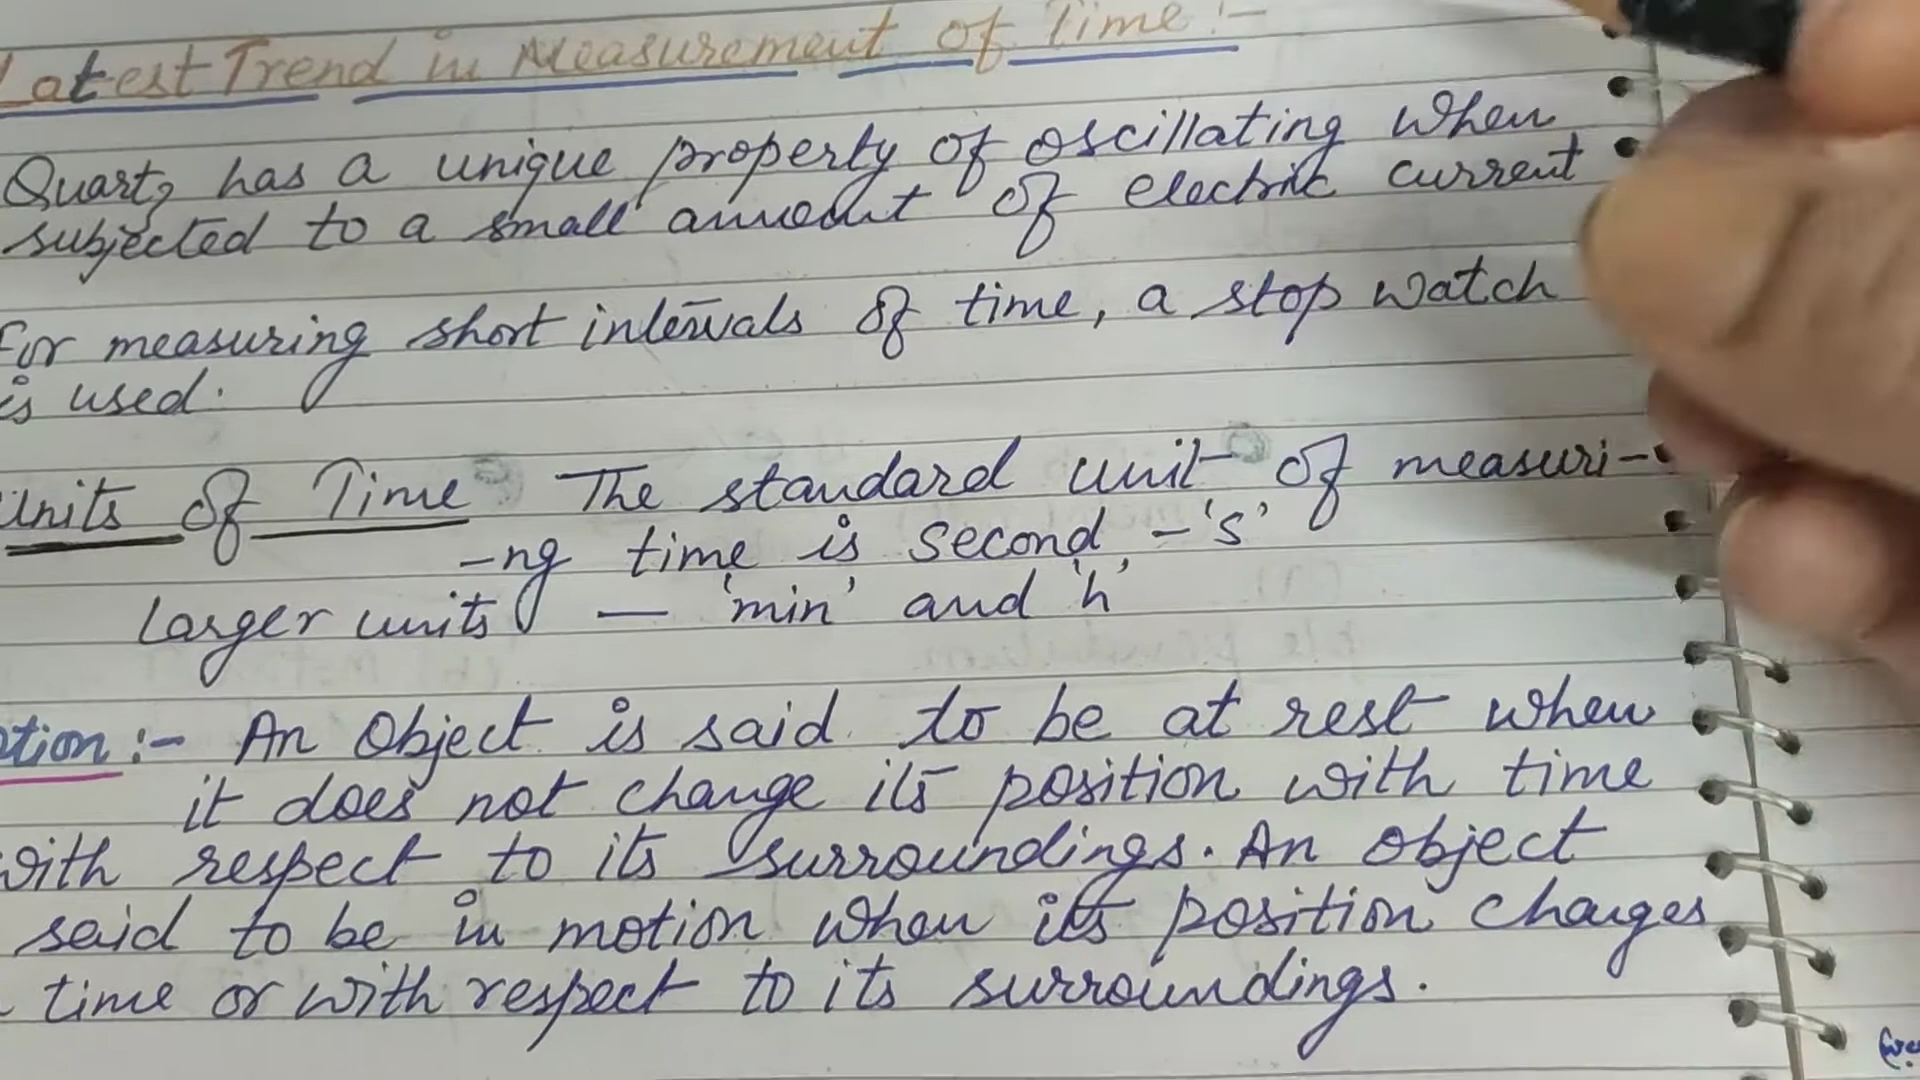 Latest Trend in Measurement of Time :-
Quartz has a unique property of oscillating when
subjected to a small amount of electric current
For measuring short intervals of time, a stop watch
is used.
Units of Time The standard unit of measuri-
-ng time is second - 's'
Larger units — 'min' and 'h'
otion :- An Object is said to be at rest when
it does not change its position with time
with respect to its surroundings. An object
said to be in motion when its position changes
time or with respect to its surroundings.